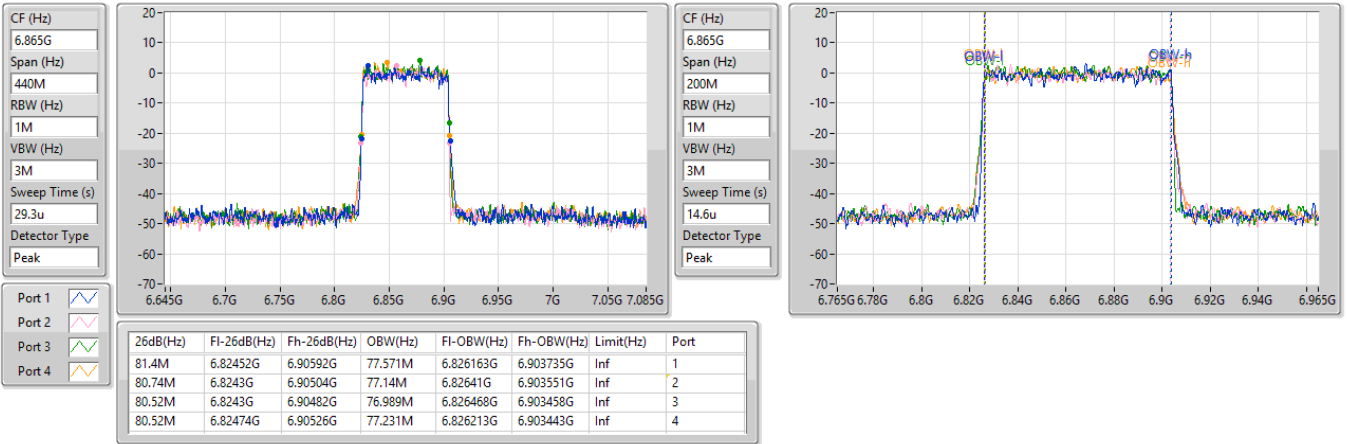 CF (Hz)
6.865G
Span (Hz)
440M
RBW (Hz)
1M
VBW (Hz)
3M
Sweep Time (s)
29.3u
Detector Type
Peak
20
10
0
-10
-20
-30
-40
-50
-60
-70
6.645G 6.7G 6.75G 6.8G 6.85G 6.9G 6.95G 7G 7.05G 7.085G
CF (Hz)
6.865G
Span (Hz)
200M
RBW (Hz)
1M
VBW (Hz)
3M
Sweep Time (s)
14.6u
Detector Type
Peak
20
10
0
-10
-20
-30
-40
-50
-60
-70
OBW-l OBW-h
6.765G 6.78G 6.8G 6.82G 6.84G 6.86G 6.88G 6.9G 6.92G 6.94G 6.965G
Port 1
Port 2
Port 3
Port 4
26dB(Hz) Fl-26dB(Hz) Fh-26dB(Hz) OBW(Hz) Fl-OBW(Hz) Fh-OBW(Hz) Limit(Hz) Port
81.4M 6.82452G 6.90592G 77.571M 6.826163G 6.903735G Inf 1
80.74M 6.8243G 6.90504G 77.14M 6.82641G 6.903551G Inf 2
80.52M 6.8243G 6.90482G 76.989M 6.826468G 6.903458G Inf 3
80.52M 6.82474G 6.90526G 77.231M 6.826213G 6.903443G Inf 4